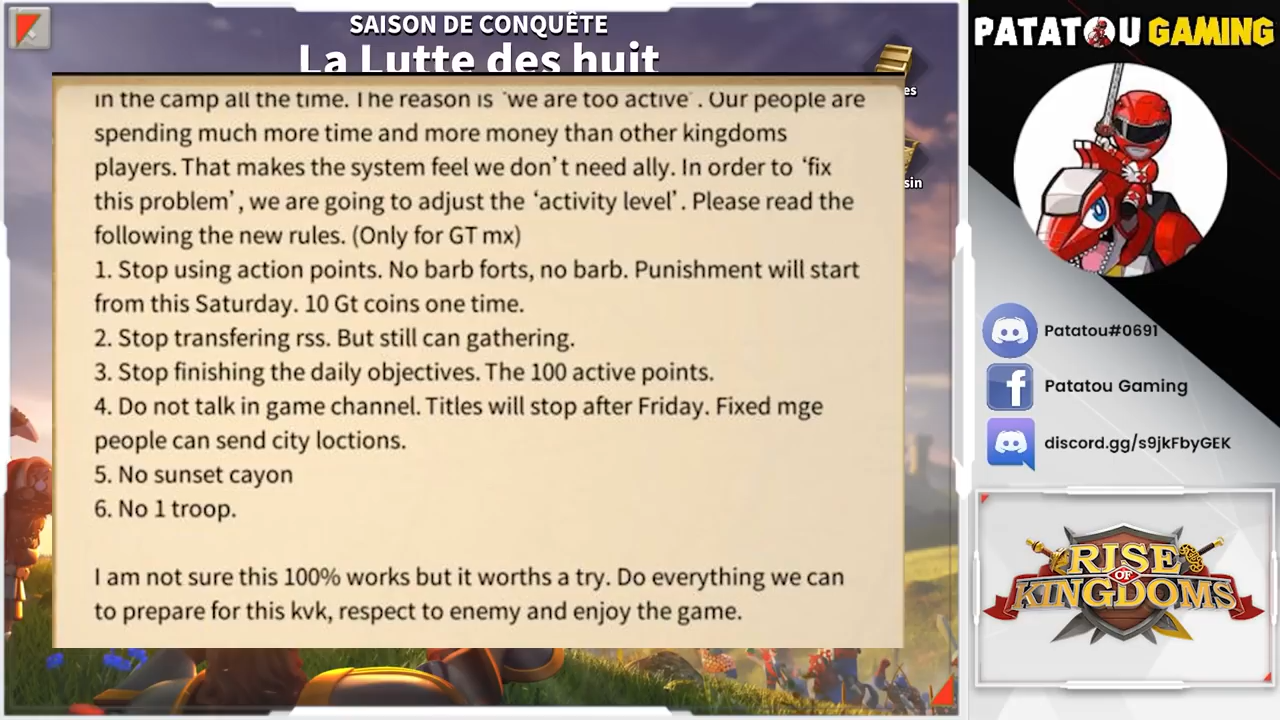 SAISON DE CONQUÊTE
La Lutte des huit
es
sin
in the camp all the time. The reason is ‘we are too active’. Our people are
spending much more time and more money than other kingdoms
players. That makes the system feel we don’t need ally. In order to ‘fix
this problem’, we are going to adjust the ‘activity level’. Please read the
following the new rules. (Only for GT mx)
1. Stop using action points. No barb forts, no barb. Punishment will start
from this Saturday. 10 Gt coins one time.
2. Stop transfering rss. But still can gathering.
3. Stop finishing the daily objectives. The 100 active points.
4. Do not talk in game channel. Titles will stop after Friday. Fixed mge
people can send city loctions.
5. No sunset cayon
6. No 1 troop.
I am not sure this 100% works but it worths a try. Do everything we can
to prepare for this kvk, respect to enemy and enjoy the game.
PATATOU GAMING
Patatou#0691
Patatou Gaming
discord.gg/s9jkFbyGEK
RISE
OF
KINGDOMS